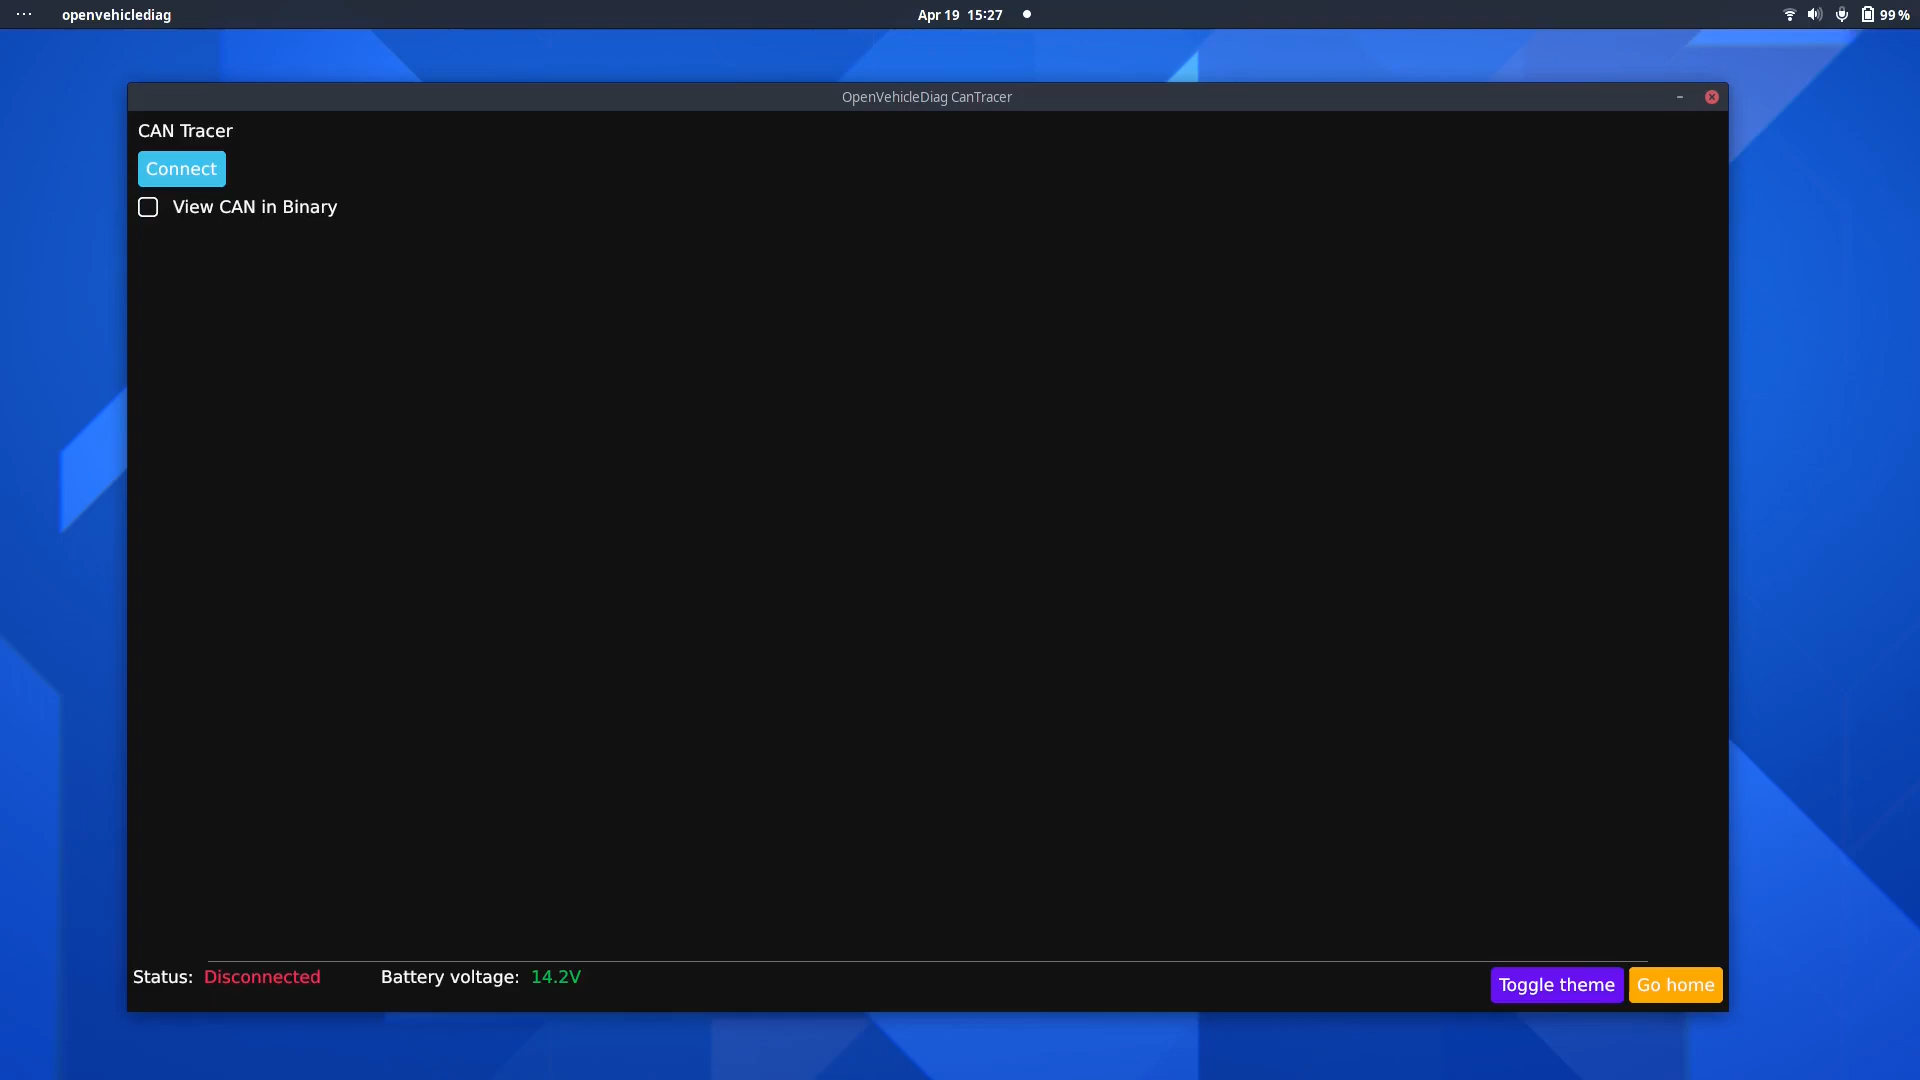 openvehiclediag
Apr 19 15:27
99 %
OpenVehicleDiag CanTracer
CAN Tracer
Connect
View CAN in Binary
Status: Disconnected Battery voltage: 14.2V
Toggle theme Go home